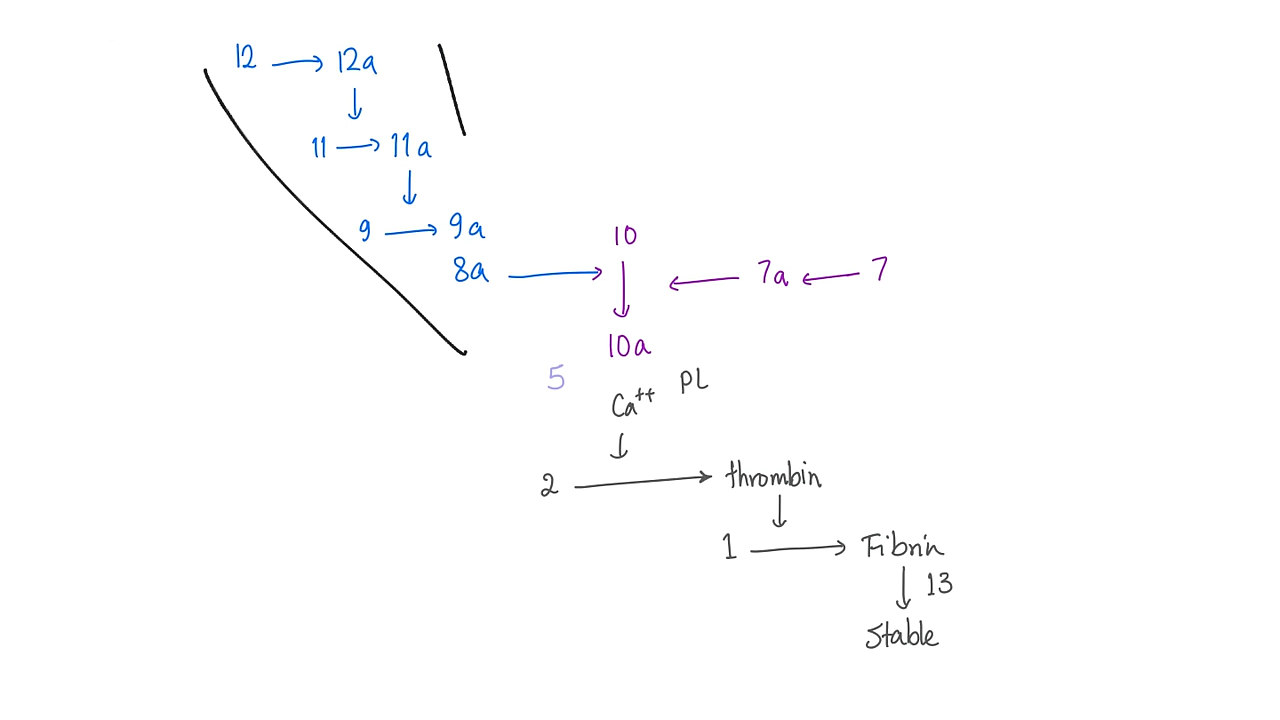 12 → 12a
↓
11 → 11a
↓
9 → 9a
10
8a → ↓ ← 7a ← 7
10a
5 Ca++ PL
↓
2 → thrombin
↓
1 → Fibrin
↓ 13
Stable